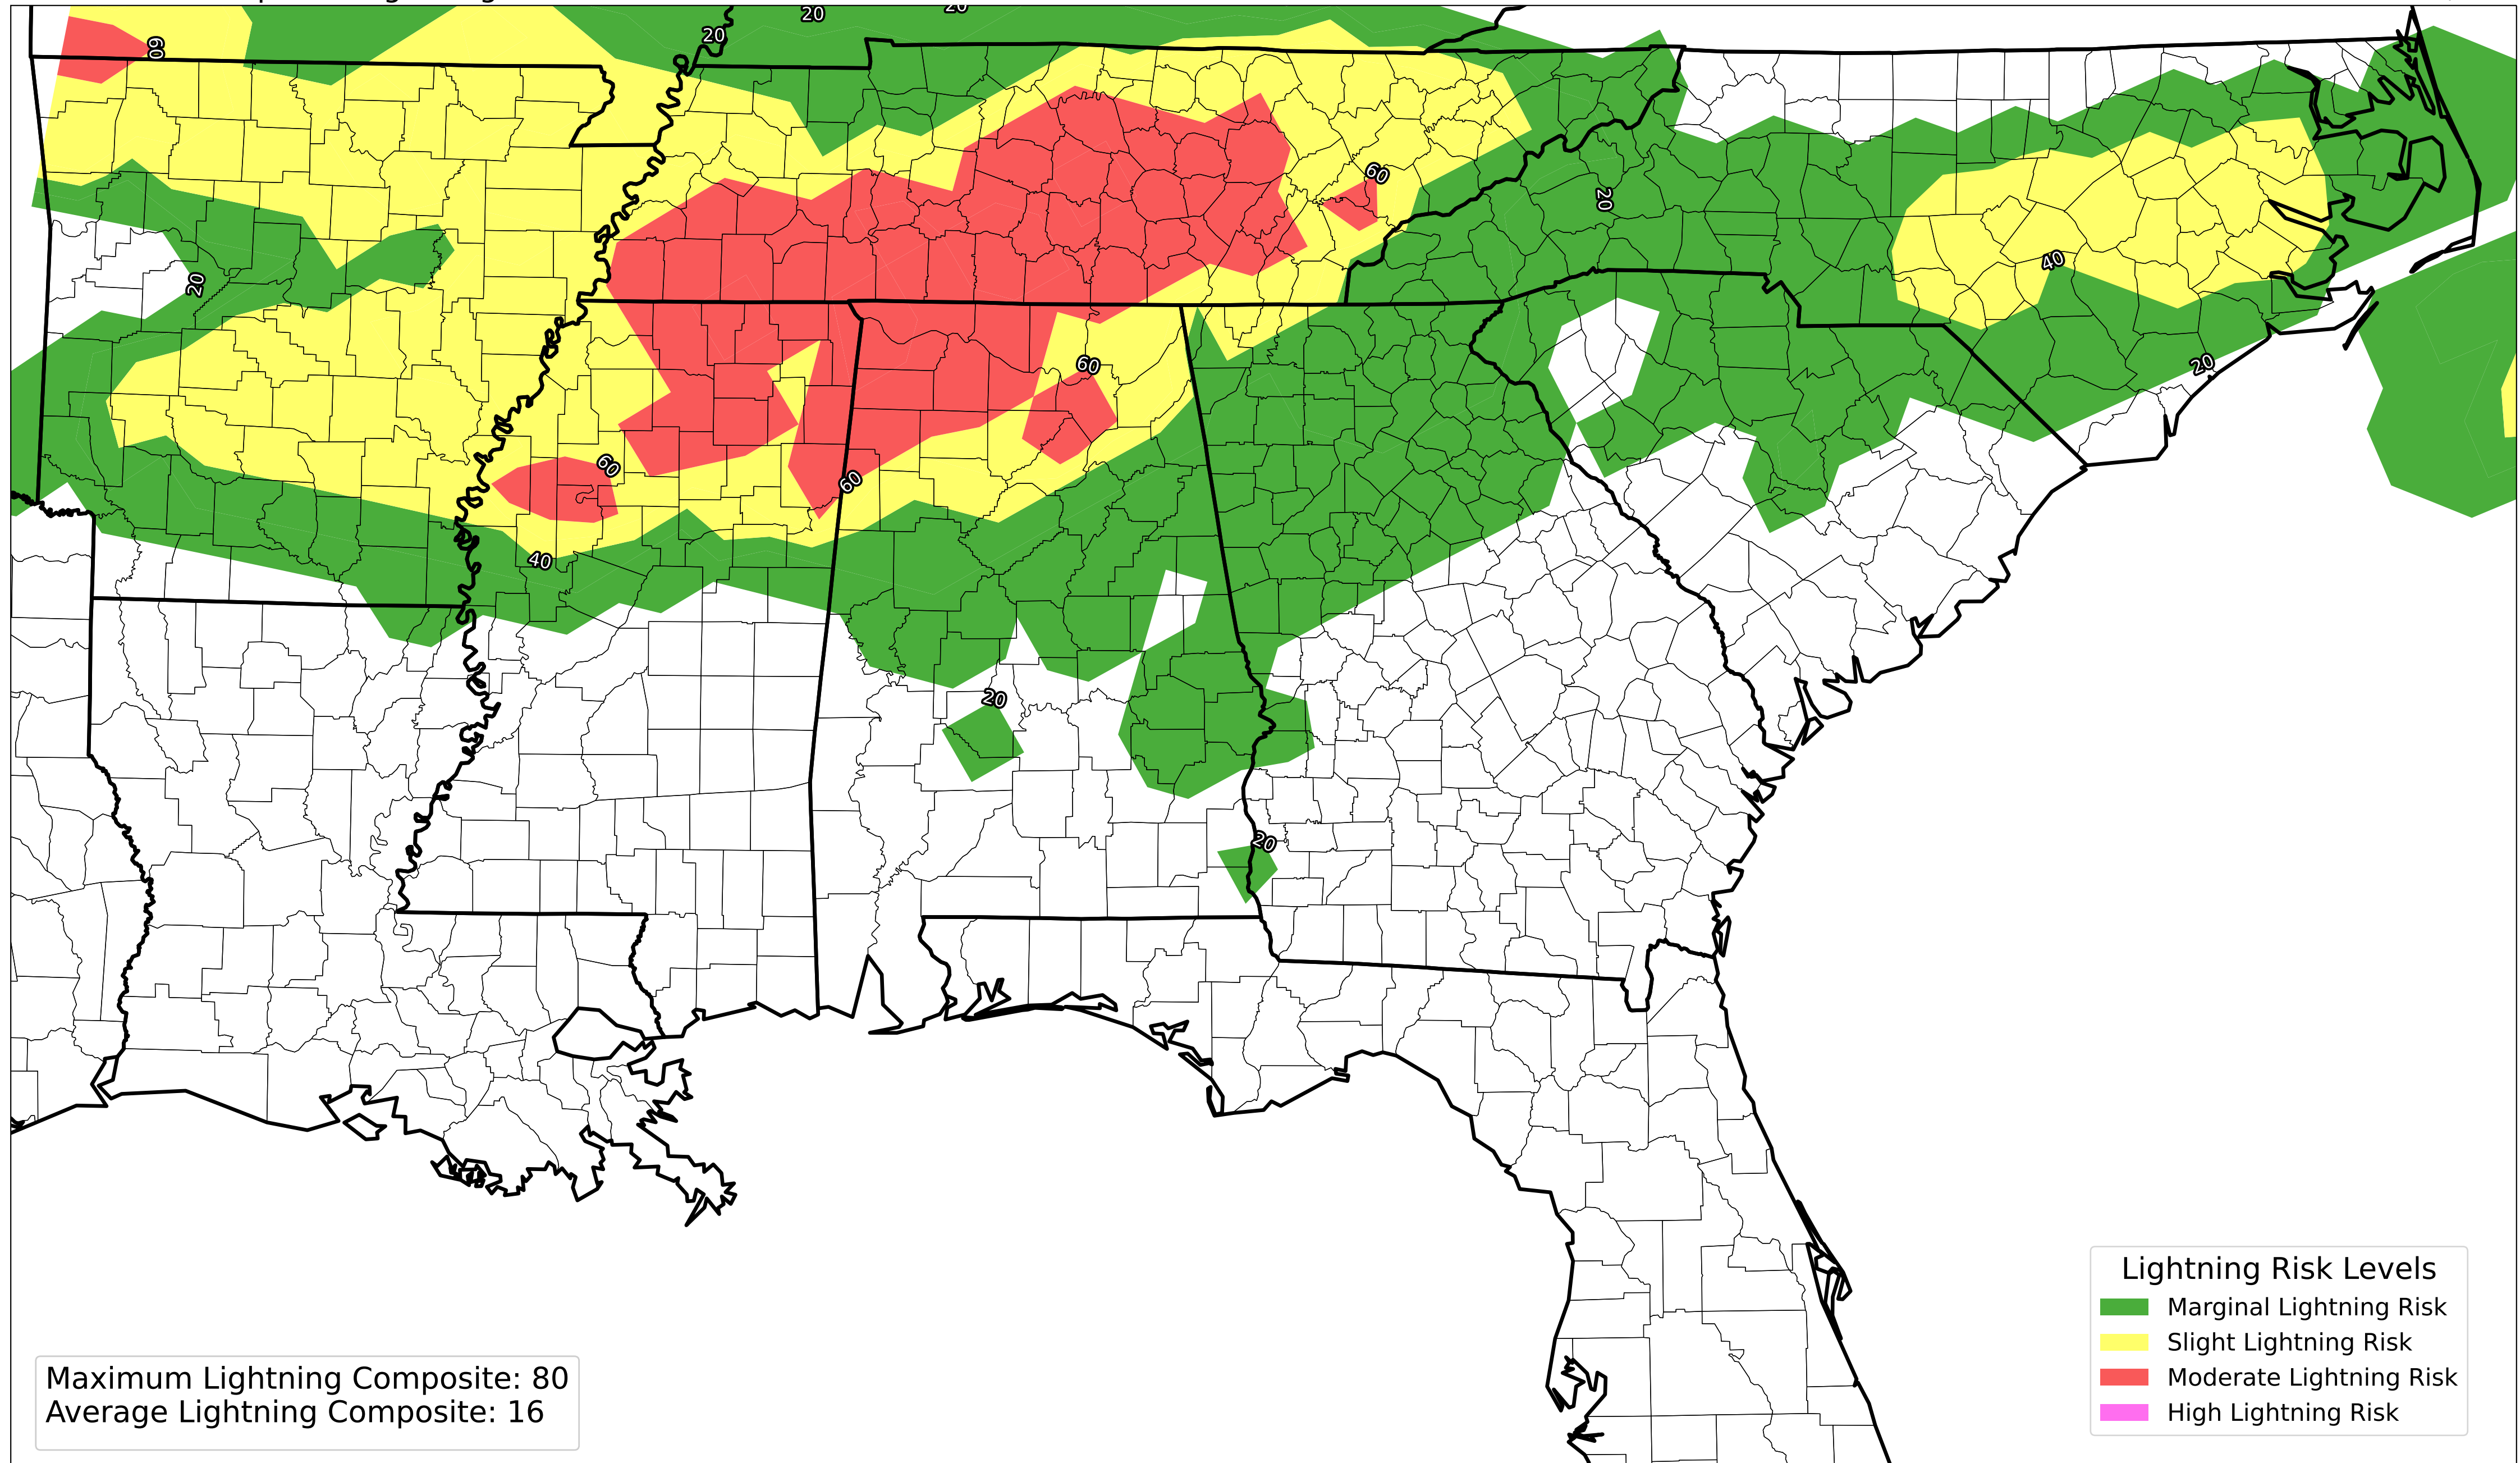 20
20
20
60
60
20
20
40
20
60
20
60
60
40
20
20
Lightning Risk Levels
Marginal Lightning Risk
Slight Lightning Risk
Moderate Lightning Risk
High Lightning Risk
Maximum Lightning Composite: 80
Average Lightning Composite: 16